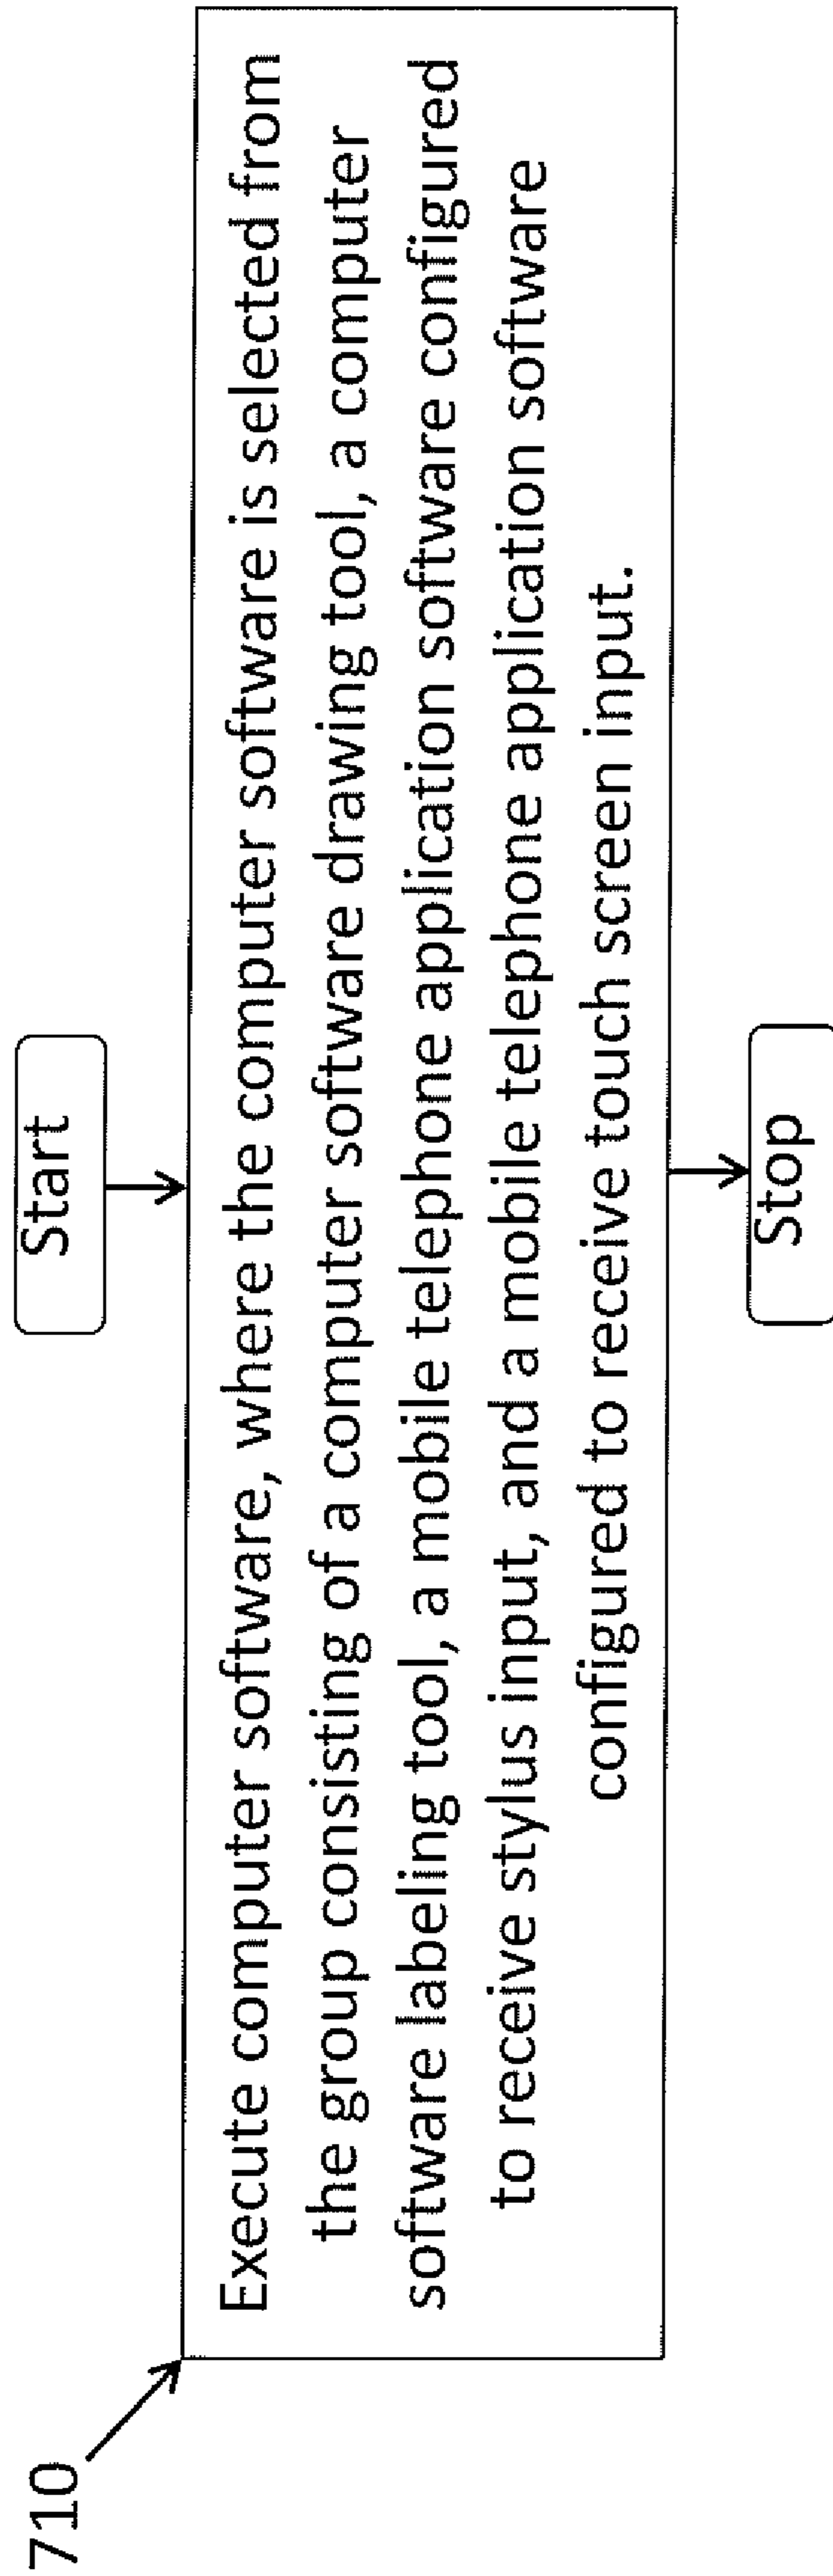 Start
710
Execute computer software, where the computer software is selected from
the group consisting of a computer software drawing tool, a computer
software labeling tool, a mobile telephone application software configured
to receive stylus input, and a mobile telephone application software
configured to receive touch screen input.
Stop